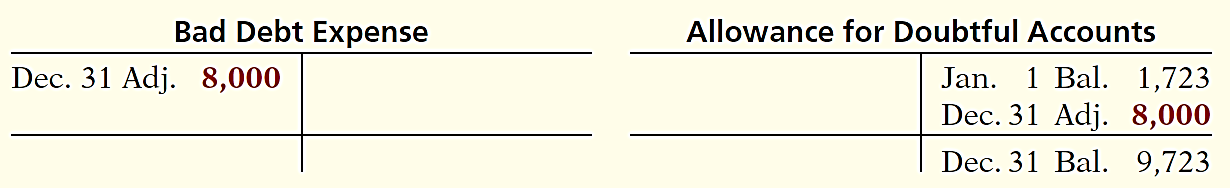 Bad Debt Expense
Dec. 31 Adj. 8,000
Allowance for Doubtful Accounts
Jan. 1 Bal. 1,723
Dec. 31 Adj. 8,000
Dec. 31 Bal. 9,723